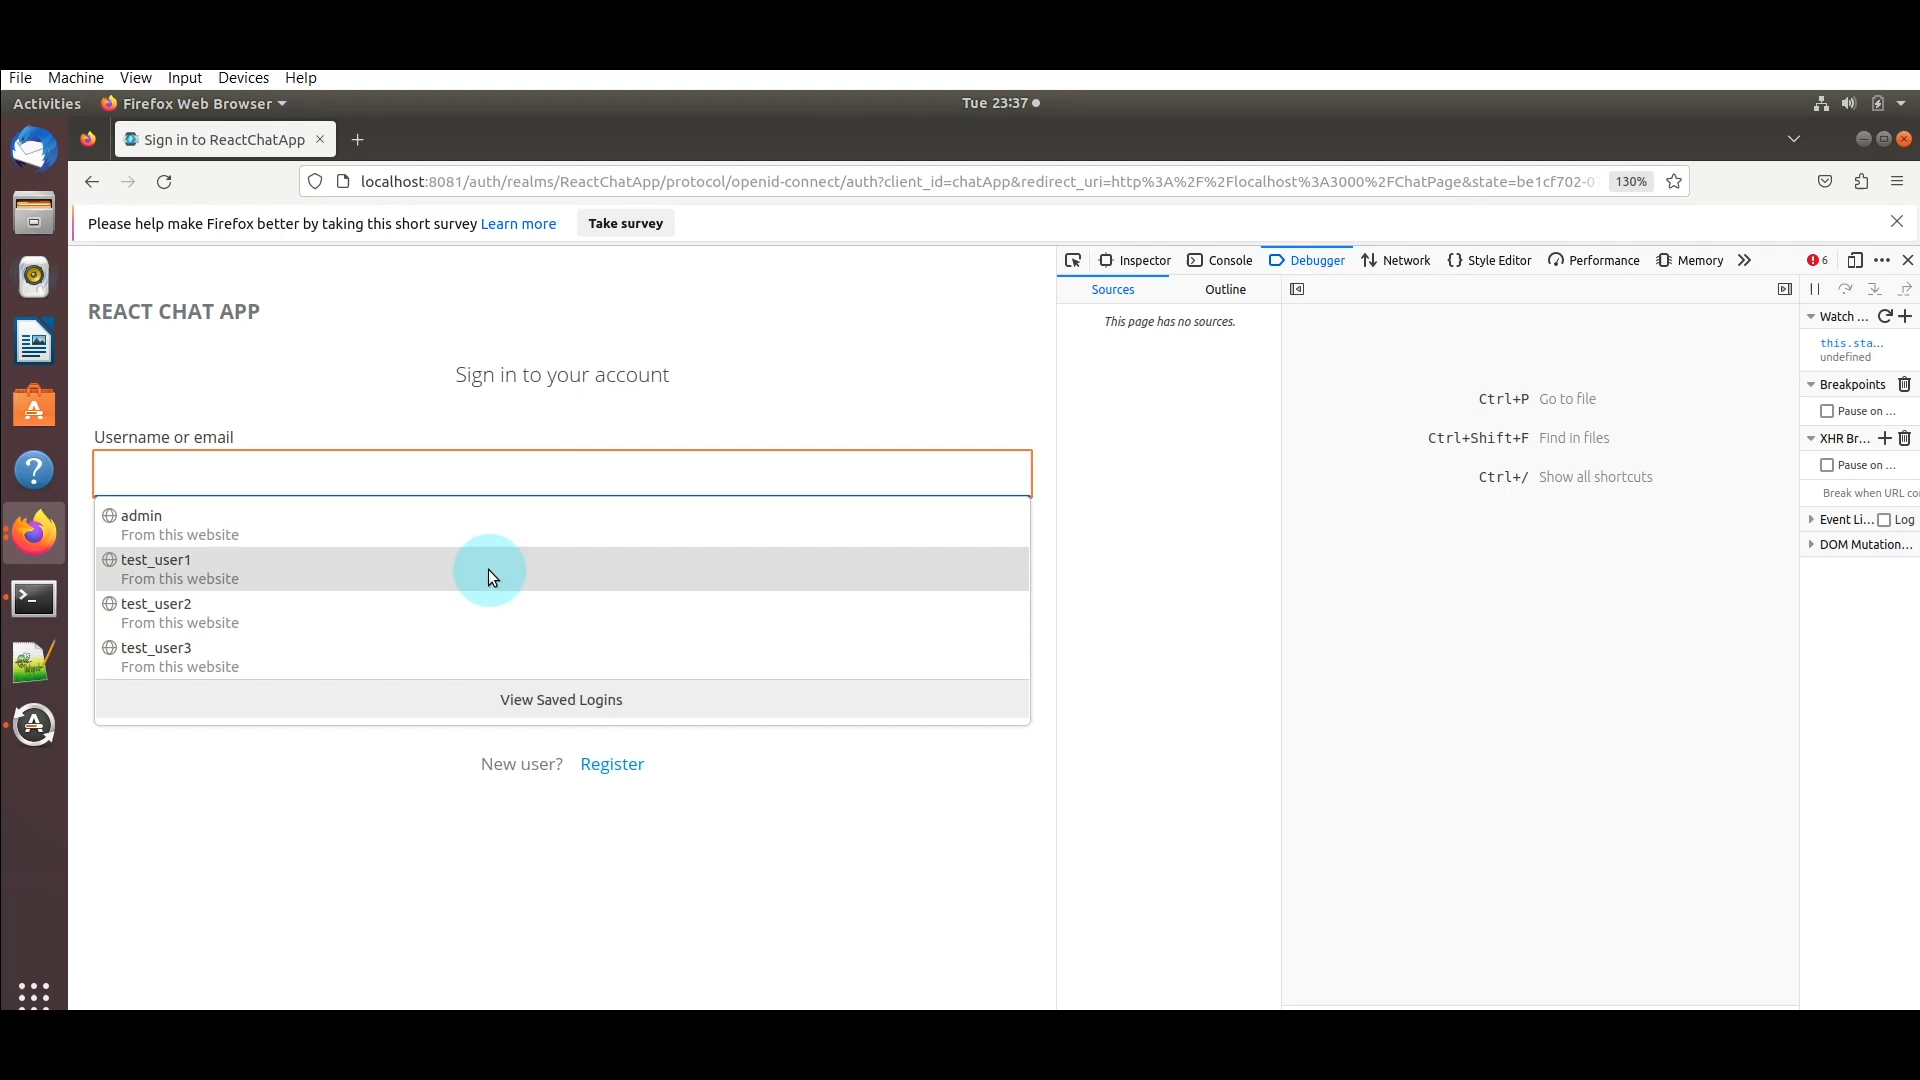 File Machine View Input Devices Help
Activities Firefox Web Browser Tue 23:37
Sign in to ReactChatApp
localhost:8081/auth/realms/ReactChatApp/protocol/openid-connect/auth?client_id=chatApp&redirect_uri=http%3A%2F%2Flocalhost%3A3000%2FChatPage&state=be1cf702-0 130%
Please help make Firefox better by taking this short survey Learn more Take survey
Inspector Console Debugger Network Style Editor Performance Memory 6
Sources Outline
This page has no sources.
REACT CHAT APP
Sign in to your account
Username or email
admin
From this website
test_user1
From this website
test_user2
From this website
test_user3
From this website
View Saved Logins
New user? Register
Ctrl+P Go to file
Ctrl+Shift+F Find in files
Ctrl+/ Show all shortcuts
Watch ...
this.sta...
undefined
Breakpoints
Pause on ...
XHR Br...
Pause on ...
Break when URL co
Event Li... Log
DOM Mutation...